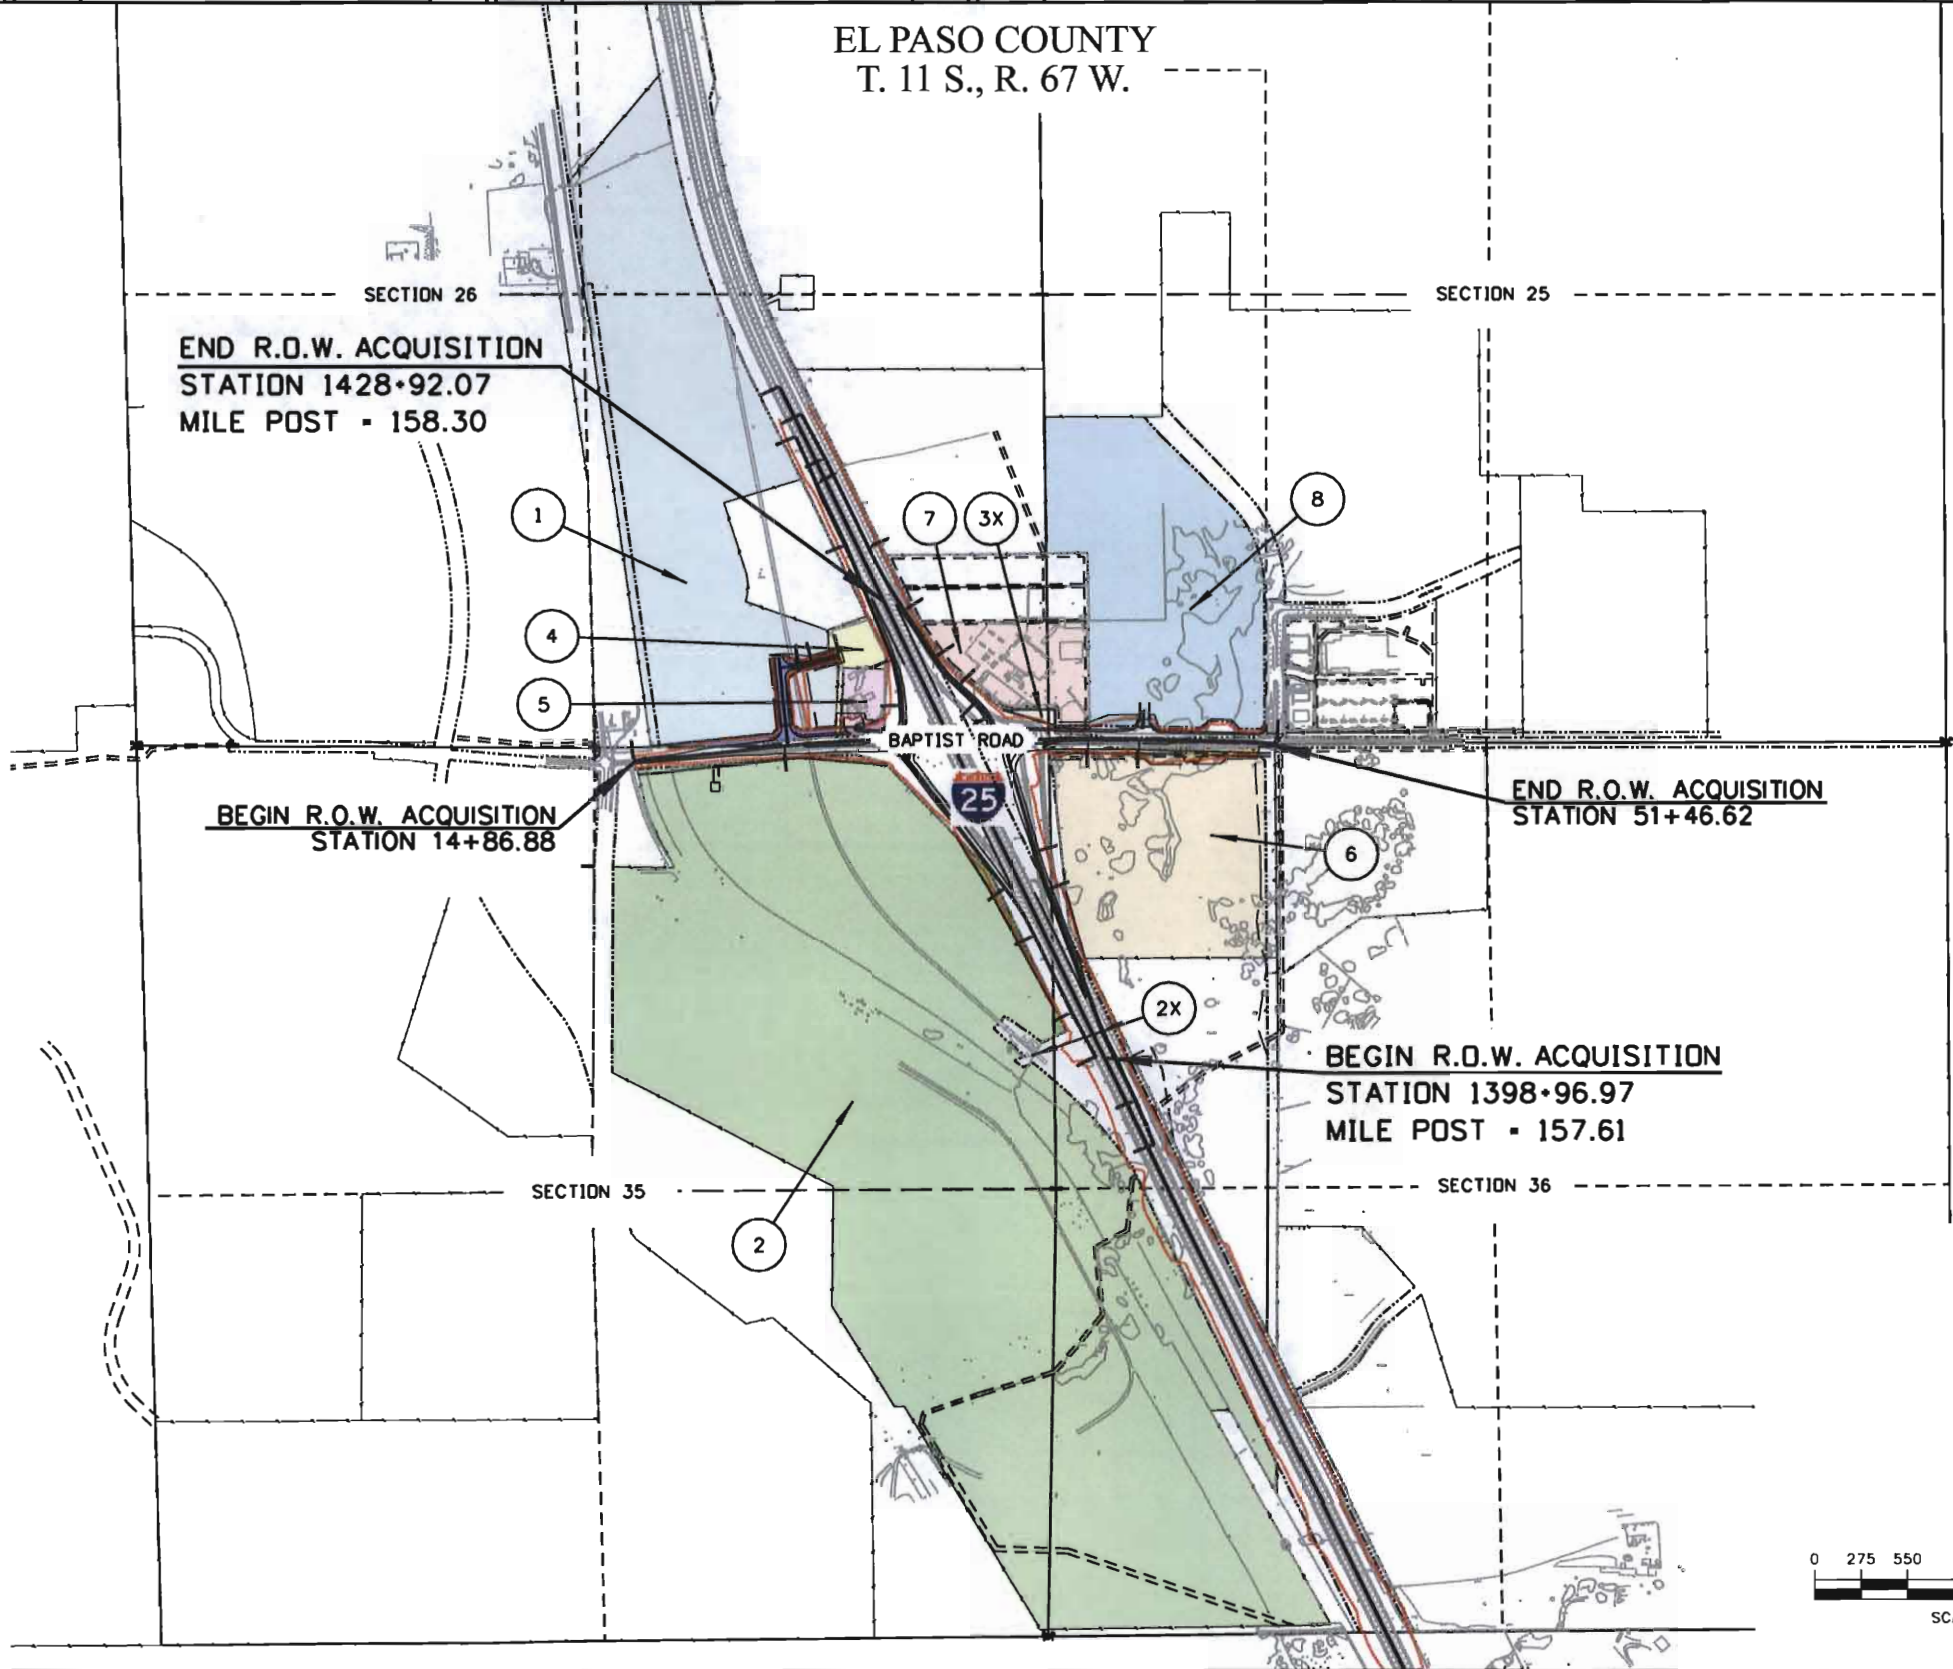 EL PASO COUNTY
T. 11 S., R. 67 W.
SECTION 26
SECTION 25
END R.O.W. ACQUISITION
STATION 1428+92.07
MILE POST = 158.30
1
7
3X
8
4
5
BAPTIST ROAD
25
BEGIN R.O.W. ACQUISITION
STATION 14+86.88
END R.O.W. ACQUISITION
STATION 51+46.62
6
2X
BEGIN R.O.W. ACQUISITION
STATION 1398+96.97
MILE POST = 157.61
SECTION 35
SECTION 36
2
0 275 550